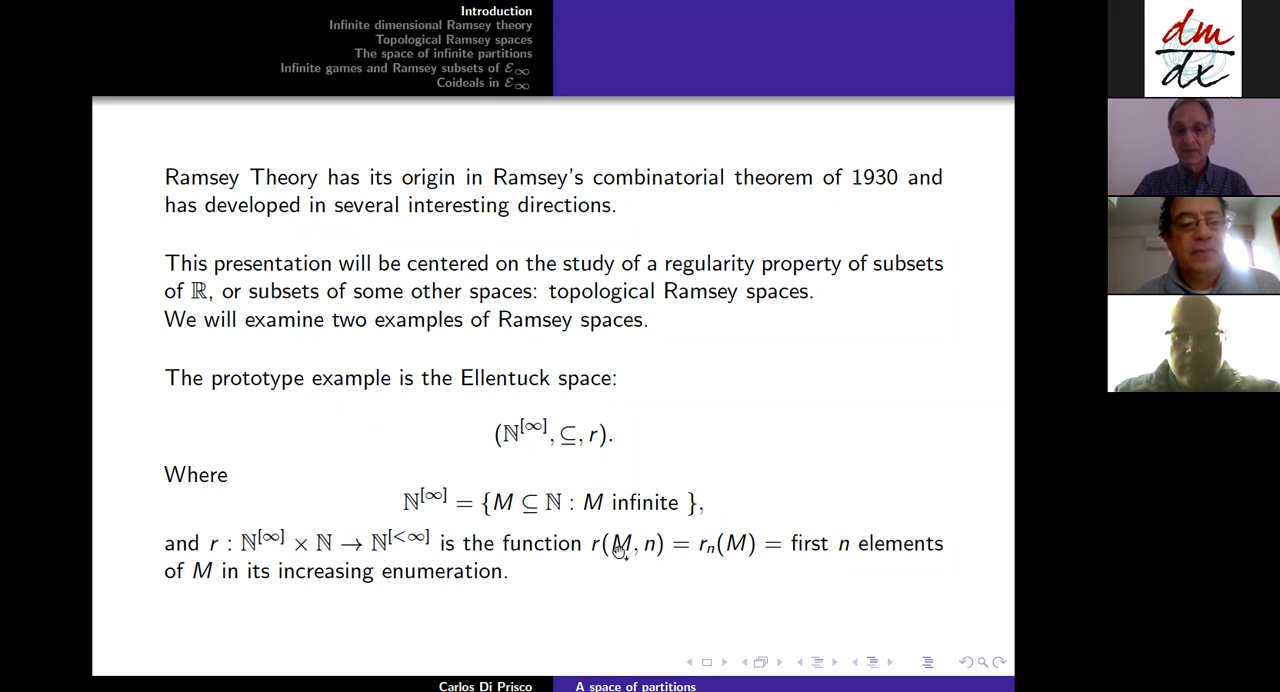 Introduction
Infinite dimensional Ramsey theory
Topological Ramsey spaces
The space of infinite partitions
Infinite games and Ramsey subsets of ℰ∞
Coideals in ℰ∞
dm
dx
Ramsey Theory has its origin in Ramsey's combinatorial theorem of 1930 and
has developed in several interesting directions.
This presentation will be centered on the study of a regularity property of subsets
of ℝ, or subsets of some other spaces: topological Ramsey spaces.
We will examine two examples of Ramsey spaces.
The prototype example is the Ellentuck space:
(ℕ^[∞], ⊆, r).
Where
ℕ^[∞] = {M ⊆ ℕ : M infinite },
and r : ℕ^[∞] × ℕ → ℕ^[<∞] is the function r(M, n) = rₙ(M) = first n elements
of M in its increasing enumeration.
Carlos Di Prisco
A space of partitions